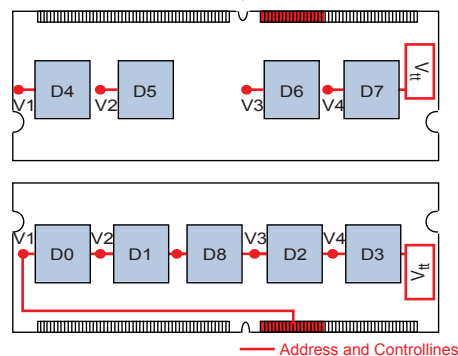 D4 D5 D6 D7 Vtt
V1 V2 V3 V4
V1 V2 V3 V4
D0 D1 D8 D2 D3 Vtt
Address and Controllines